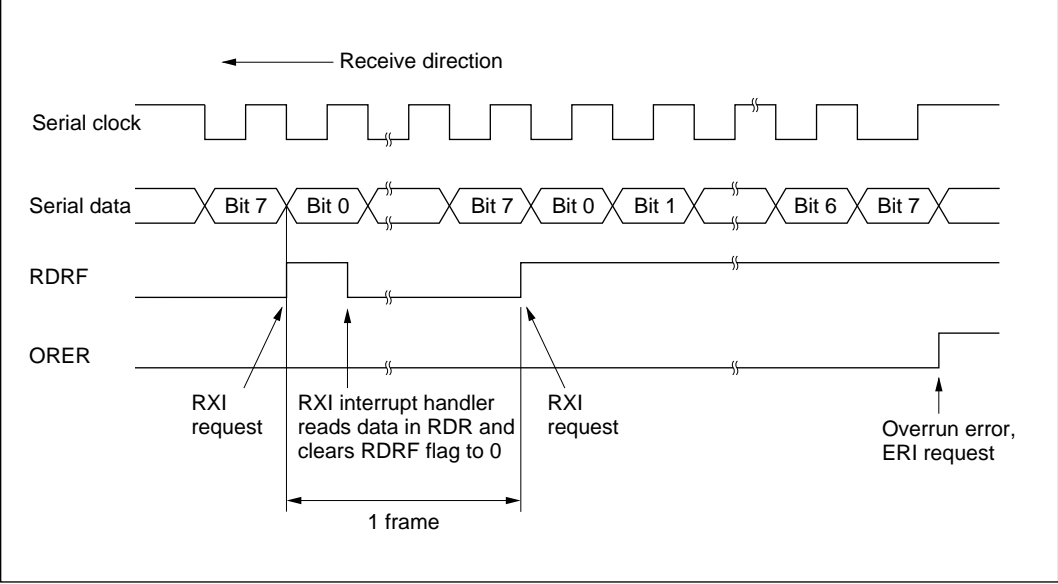 Receive direction
Serial clock
Serial data
Bit 7
Bit 0
Bit 7
Bit 0
Bit 1
Bit 6
Bit 7
RDRF
ORER
RXI
request
RXI interrupt handler
reads data in RDR and
clears RDRF flag to 0
RXI
request
Overrun error,
ERI request
1 frame